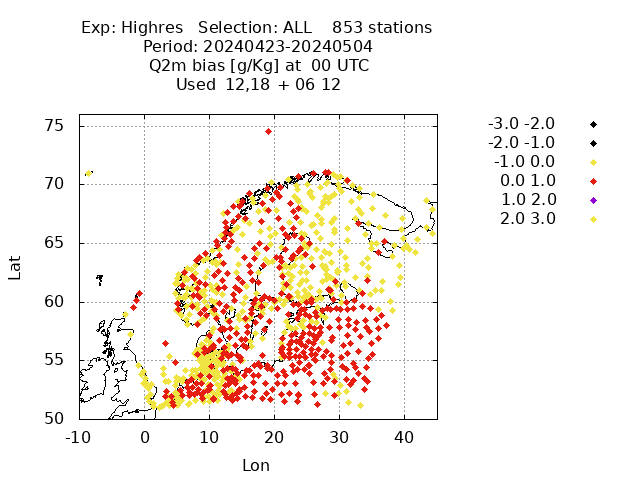 Exp: Highres   Selection: ALL    853 stations
Period: 20240423-20240504
Q2m bias [g/Kg] at  00 UTC
Used  12,18 + 06 12
-3.0 -2.0
-2.0 -1.0
-1.0 0.0
0.0 1.0
1.0 2.0
2.0 3.0
Lat
75
70
65
60
55
50
-10 0 10 20 30 40
Lon